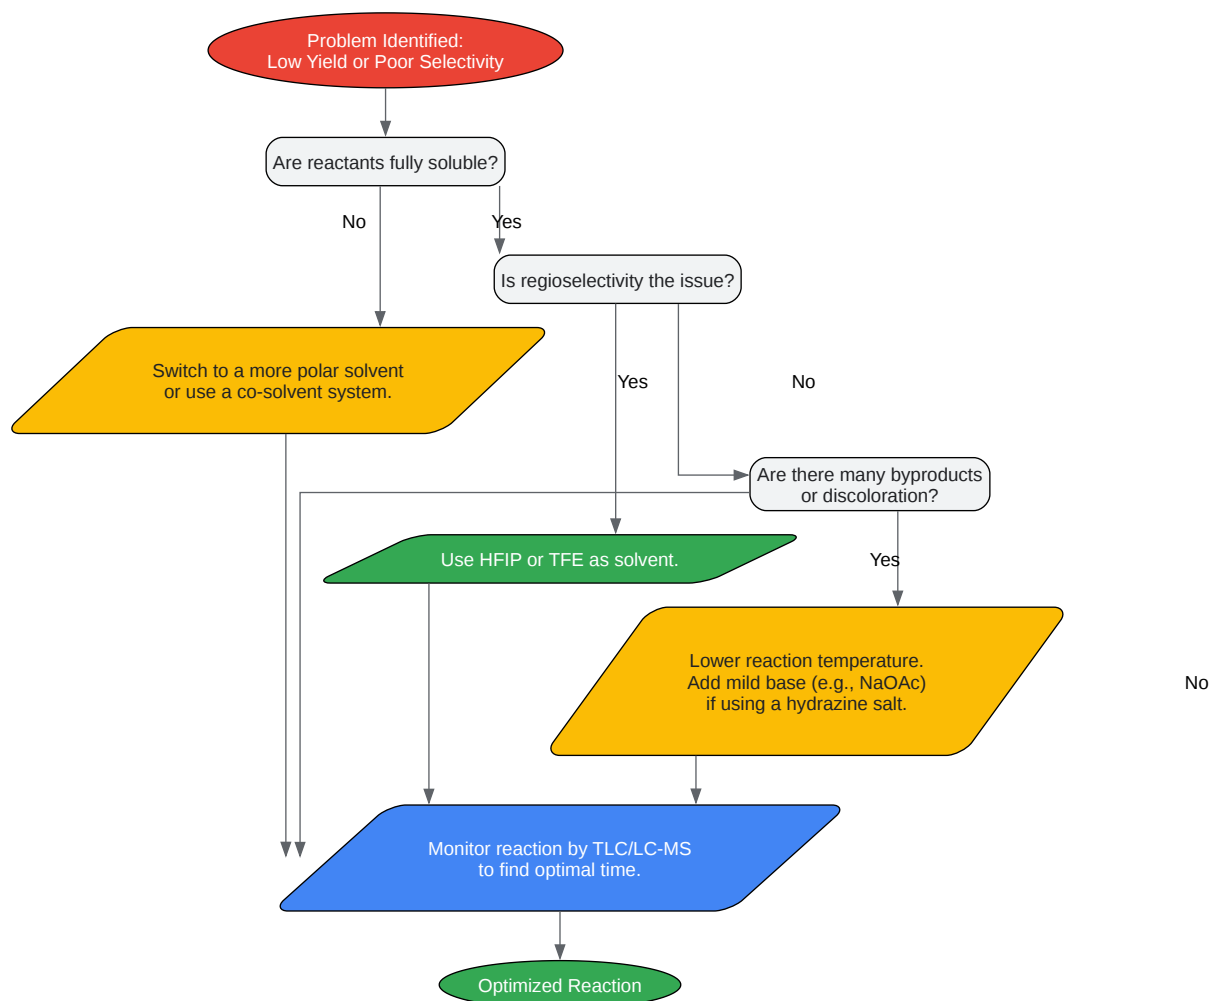 Problem Identified:
Low Yield or Poor Selectivity
Are reactants fully soluble?
No
Yes
Is regioselectivity the issue?
Switch to a more polar solvent
or use a co-solvent system.
Yes
No
Are there many byproducts
or discoloration?
Use HFIP or TFE as solvent.
Yes
Lower reaction temperature.
Add mild base (e.g., NaOAc)
if using a hydrazine salt.
No
Monitor reaction by TLC/LC-MS
to find optimal time.
Optimized Reaction